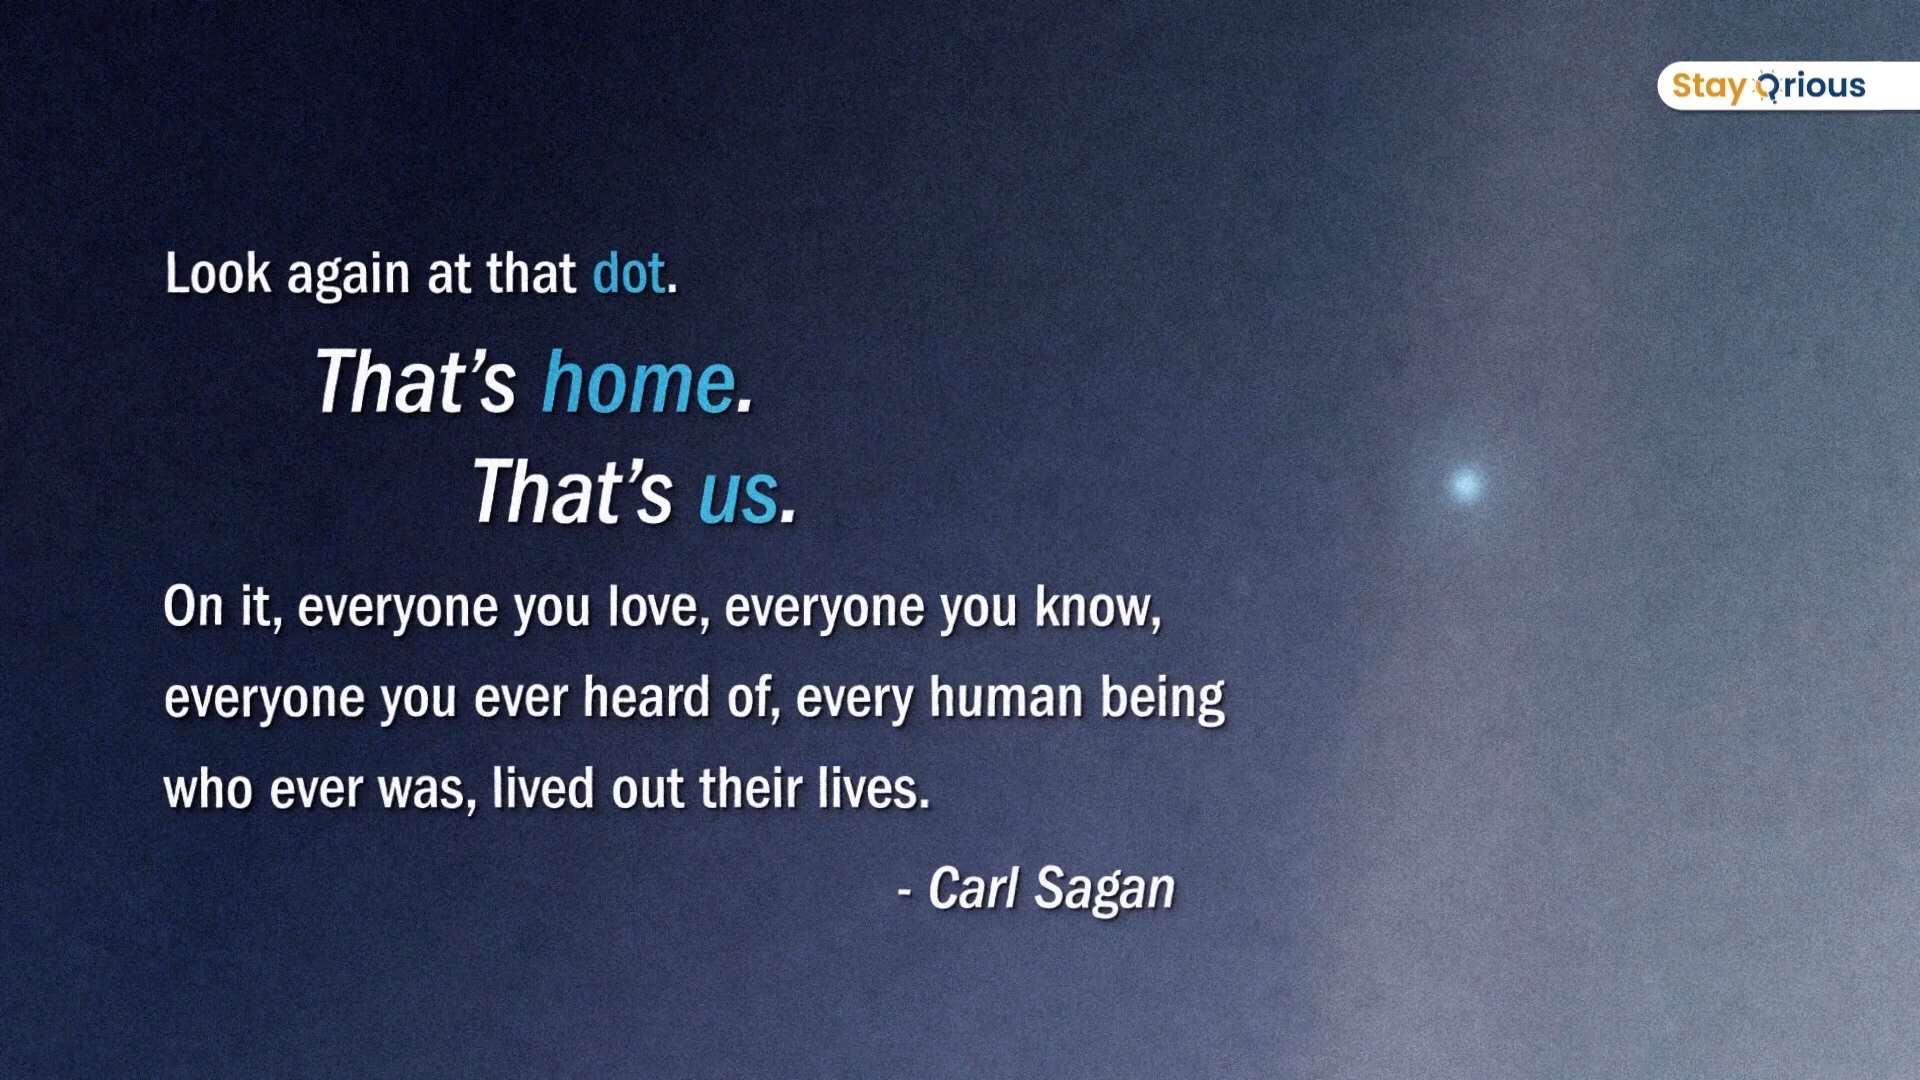 Stay Qrious
Look again at that dot.
That’s home.
That’s us.
On it, everyone you love, everyone you know,
everyone you ever heard of, every human being
who ever was, lived out their lives.
- Carl Sagan